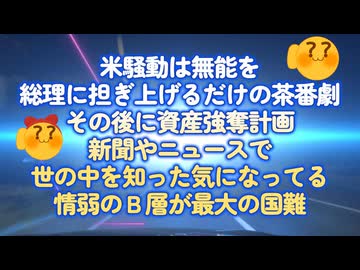 ??
米騒動は無能を
総理に担ぎ上げるだけの茶番劇
その後に資産強奪計画
??
新聞やニュースで
世の中を知った気になってる
情弱のＢ層が最大の国難